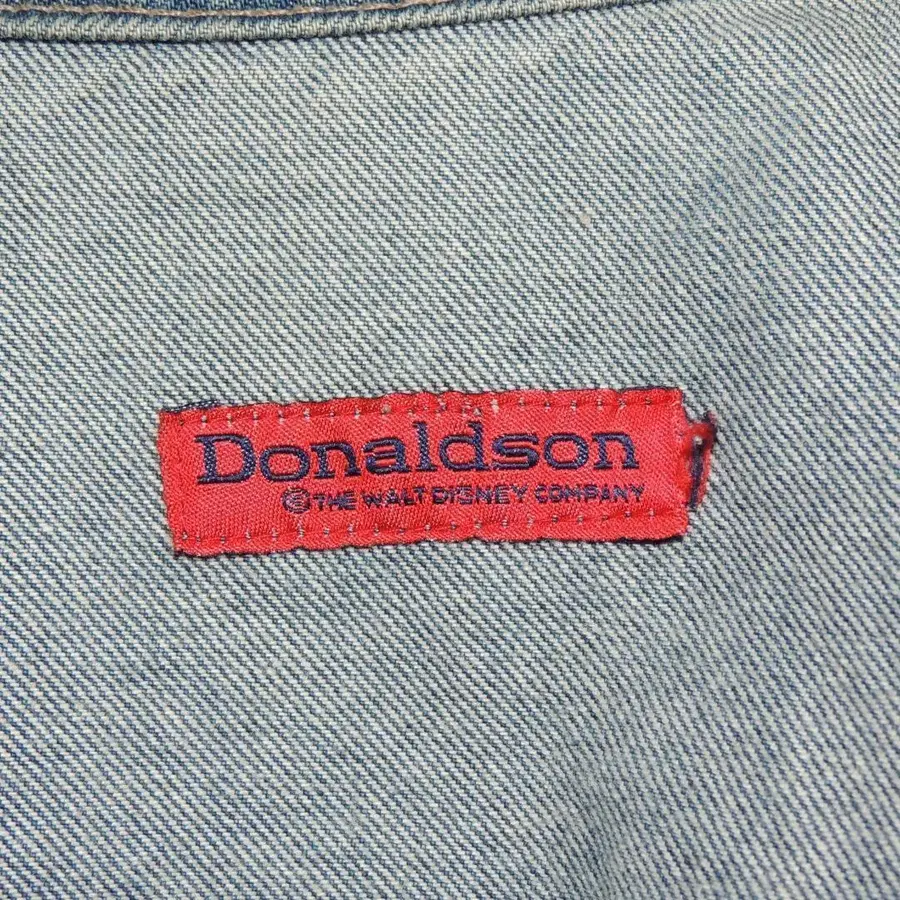 Donaldson
©THE WALT DISNEY COMPANY